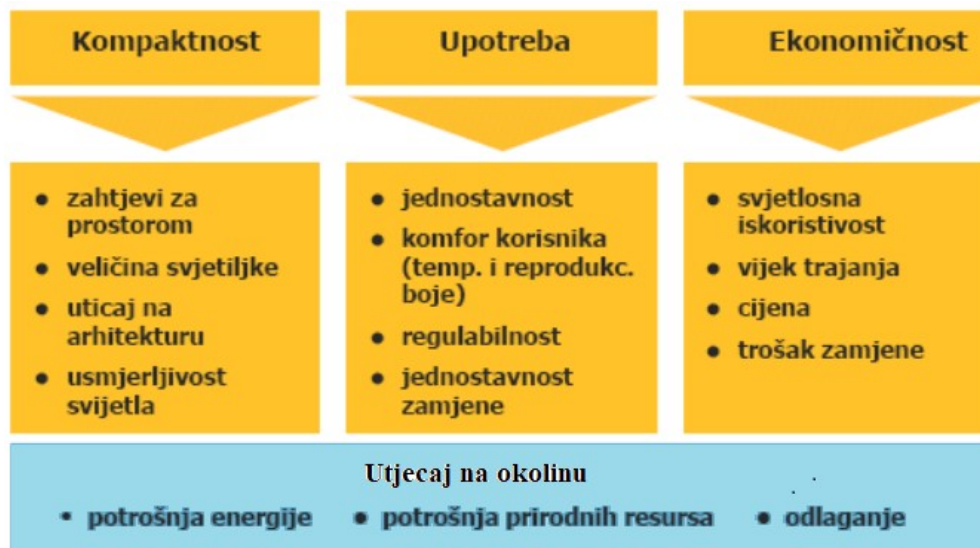 Kompaktnost
Upotreba
Ekonomičnost
• zahtjevi za
prostorom
• veličina svjetiljke
• uticaj na
arhitekturu
• usmjerljivost
svijetla
• jednostavnost
• komfor korisnika
(temp. i reprodukc.
boje)
• regulabilnost
• jednostavnost
zamjene
• svjetlosna
iskoristivost
• vijek trajanja
• cijena
• trošak zamjene
Utjecaj na okolinu
• potrošnja energije • potrošnja prirodnih resursa • odlaganje